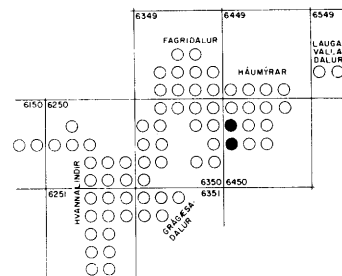 6349
6449
6549
FAGRIDALUR
LAUGA
VALLA
DALUR
HÁUMÝRAR
6150
6250
HVANNALINDIR
6251
6350
6450
6351
GRÁGÆSA-
DALUR